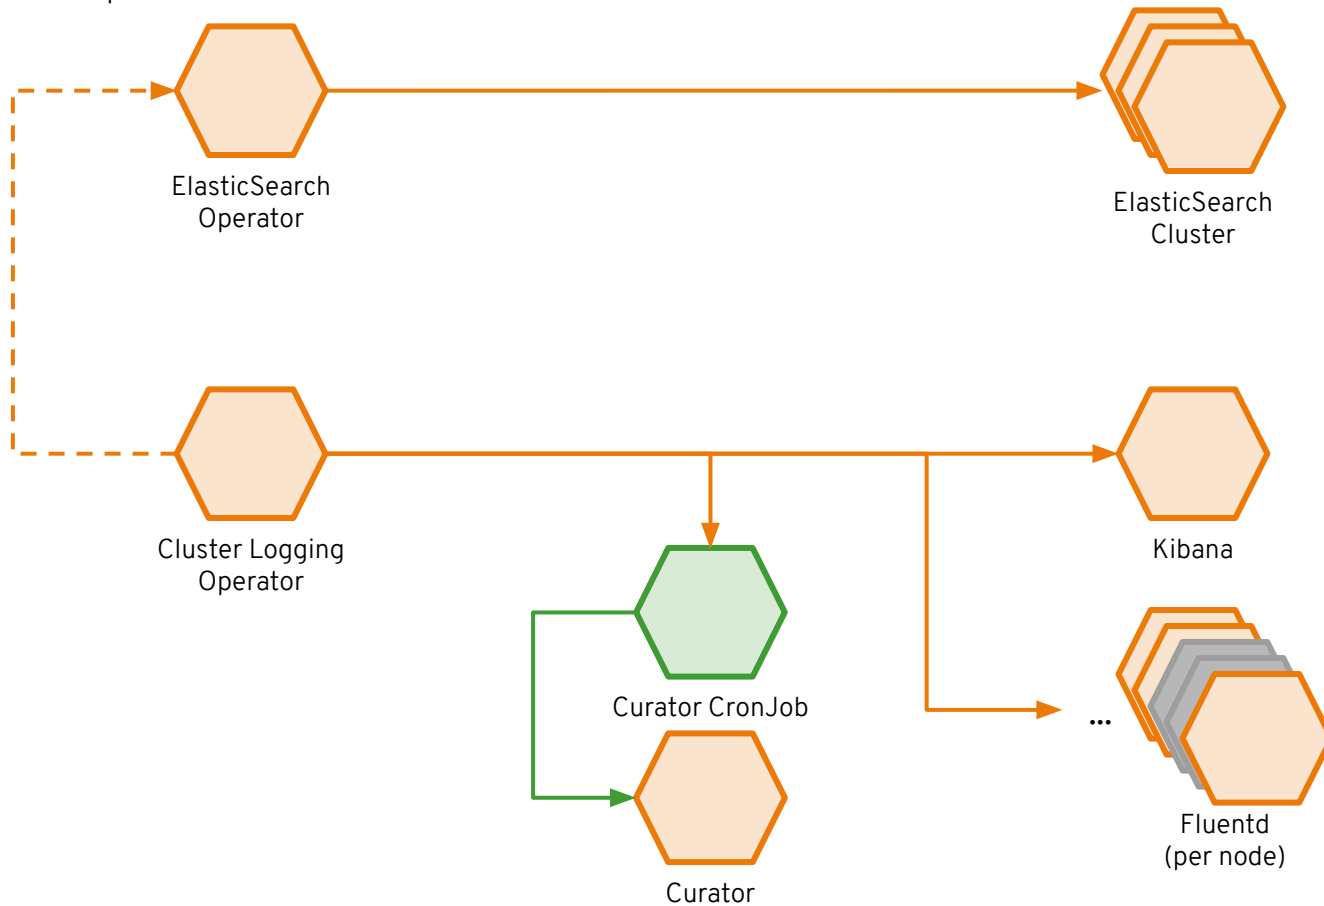 ElasticSearch
Operator
ElasticSearch
Cluster
Cluster Logging
Operator
Kibana
Curator CronJob
...
Fluentd
(per node)
Curator